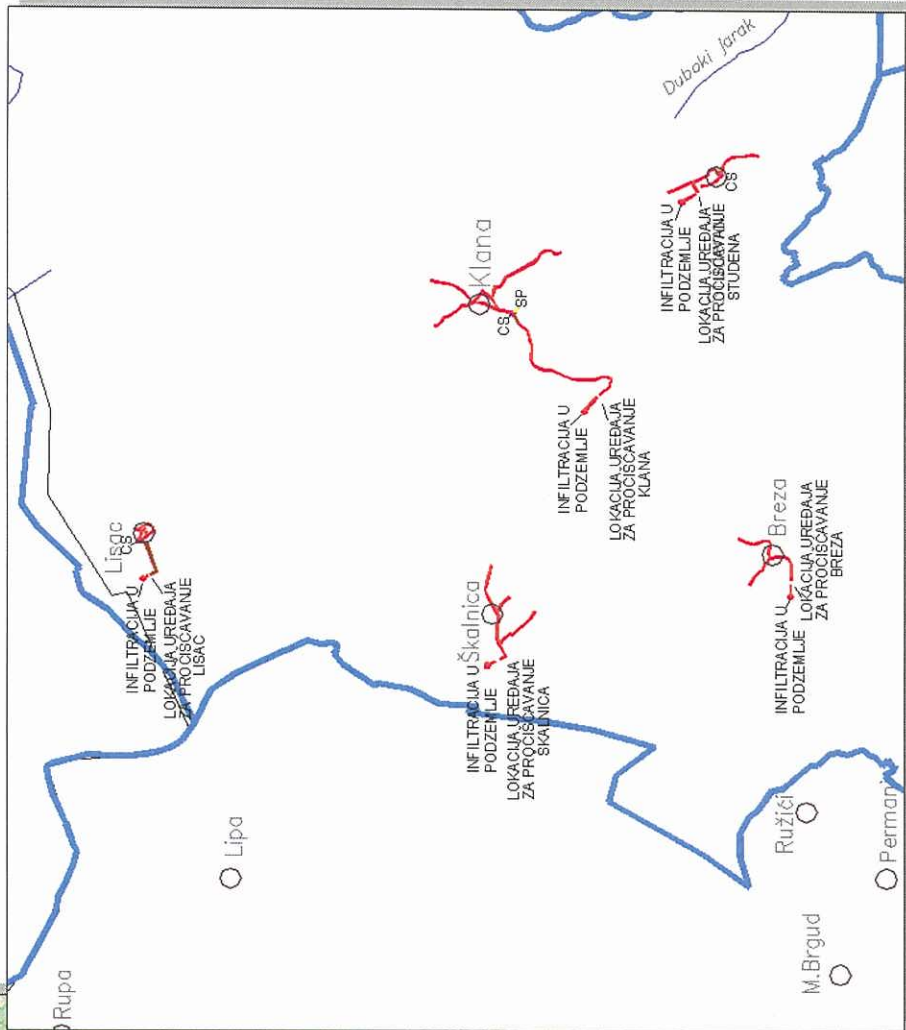 Duboki Jarak
INFILTRACIJA U
PODZEMLJE
LOKACIJA UREĐAJA
ZA PROČIŠĆAVANJE
STUDENA
CS
Klana
CS
SP
INFILTRACIJA U
PODZEMLJE
LOKACIJA UREĐAJA
ZA PROČIŠĆAVANJE
KLANA
Lisac
CS
INFILTRACIJA U
PODZEMLJE
LOKACIJA UREĐAJA
ZA PROČIŠĆAVANJE
LISAC
Škalnica
INFILTRACIJA U
PODZEMLJE
LOKACIJA UREĐAJA
ZA PROČIŠĆAVANJE
ŠKALNICA
Breza
INFILTRACIJA U
PODZEMLJE
LOKACIJA UREĐAJA
ZA PROČIŠĆAVANJE
BREZA
Rupa
Lipa
Ružići
M.Brgud
Permani